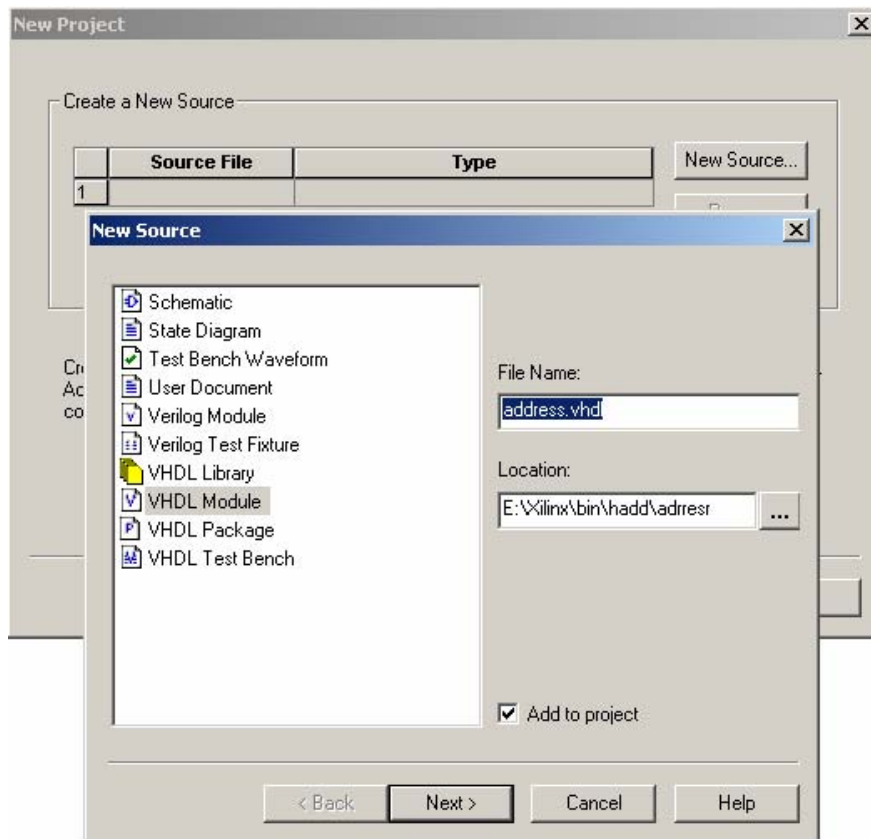 New Project
Create a New Source
Source File Type
New Source...
1
New Source
Schematic
State Diagram
Test Bench Waveform
User Document
Verilog Module
Verilog Test Fixture
VHDL Library
VHDL Module
VHDL Package
VHDL Test Bench
File Name:
address.vhd
Location:
E:\Xilinx\bin\hadd\adrresr
...
Add to project
< Back Next > Cancel Help